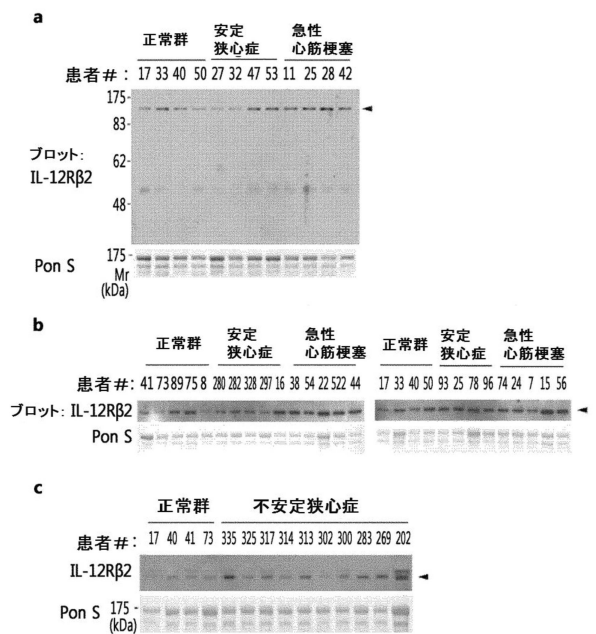 a
正常群 安定狭心症 急性心筋梗塞
患者#: 17 33 40 50 27 32 47 53 11 25 28 42
175-
83-
62-
48-
ブロット:
IL-12Rβ2
175-
Pon S
Mr
(kDa)
b
正常群 安定狭心症 急性心筋梗塞 正常群 安定狭心症 急性心筋梗塞
患者#: 41 73 89 75 8 280 282 328 297 16 38 54 22 522 44 17 33 40 50 93 25 78 96 74 24 7 15 56
ブロット: IL-12Rβ2
Pon S
c
正常群 不安定狭心症
患者#: 17 40 41 73 335 325 317 314 313 302 300 283 269 202
IL-12Rβ2
Pon S 175-
(kDa)